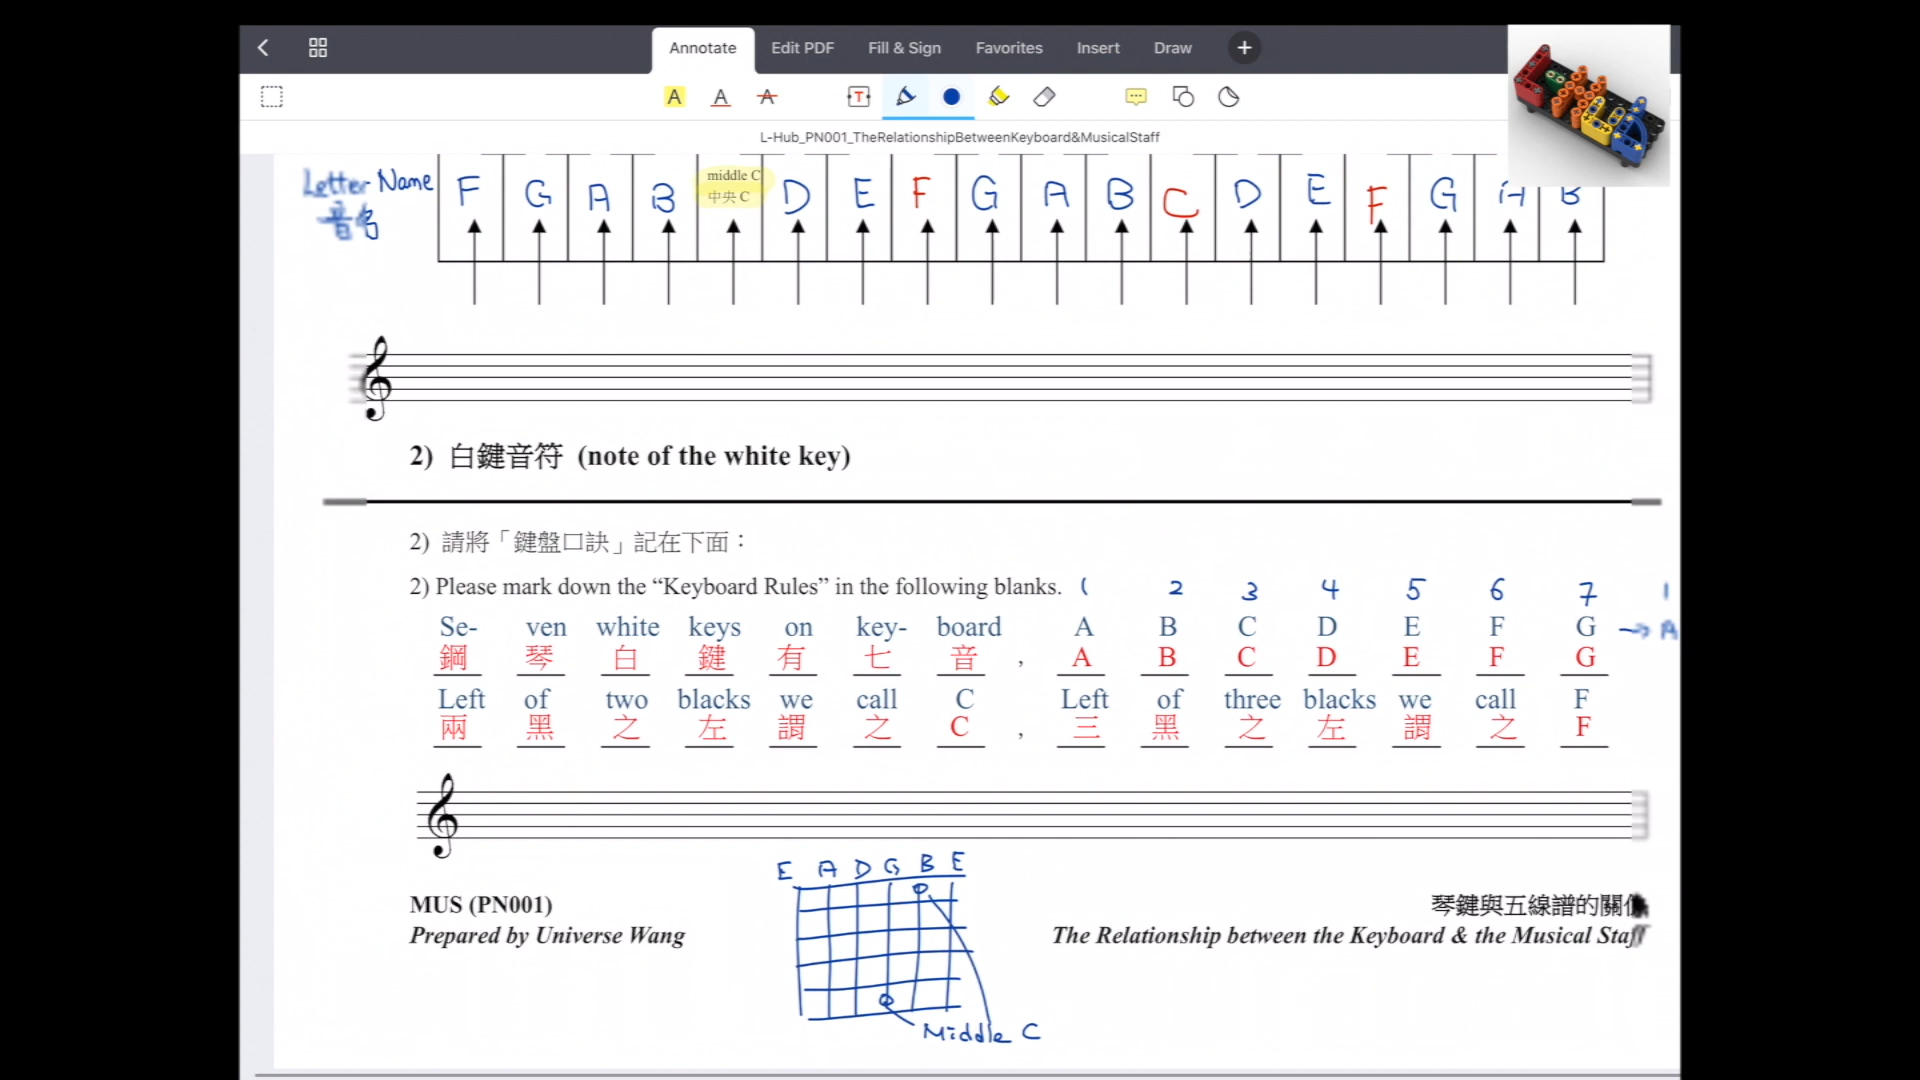 Annotate Edit PDF Fill & Sign Favorites Insert Draw
L-Hub_PN001_TheRelationshipBetweenKeyboard&MusicalStaff
Letter Name
音名
F G A B middle C D E F G A B C D E F G A B
中央 C
2) 白鍵音符 (note of the white key)
2) 請將「鍵盤口訣」記在下面：
2) Please mark down the “Keyboard Rules” in the following blanks. 1 2 3 4 5 6 7 1
Se- ven white keys on key- board A B C D E F G → A
鋼 琴 白 鍵 有 七 音 , A B C D E F G
Left of two blacks we call C Left of three blacks we call F
兩 黑 之 左 謂 之 C , 三 黑 之 左 謂 之 F
E A D G B E
Middle C
MUS (PN001)
Prepared by Universe Wang
琴鍵與五線譜的關係
The Relationship between the Keyboard & the Musical Staff